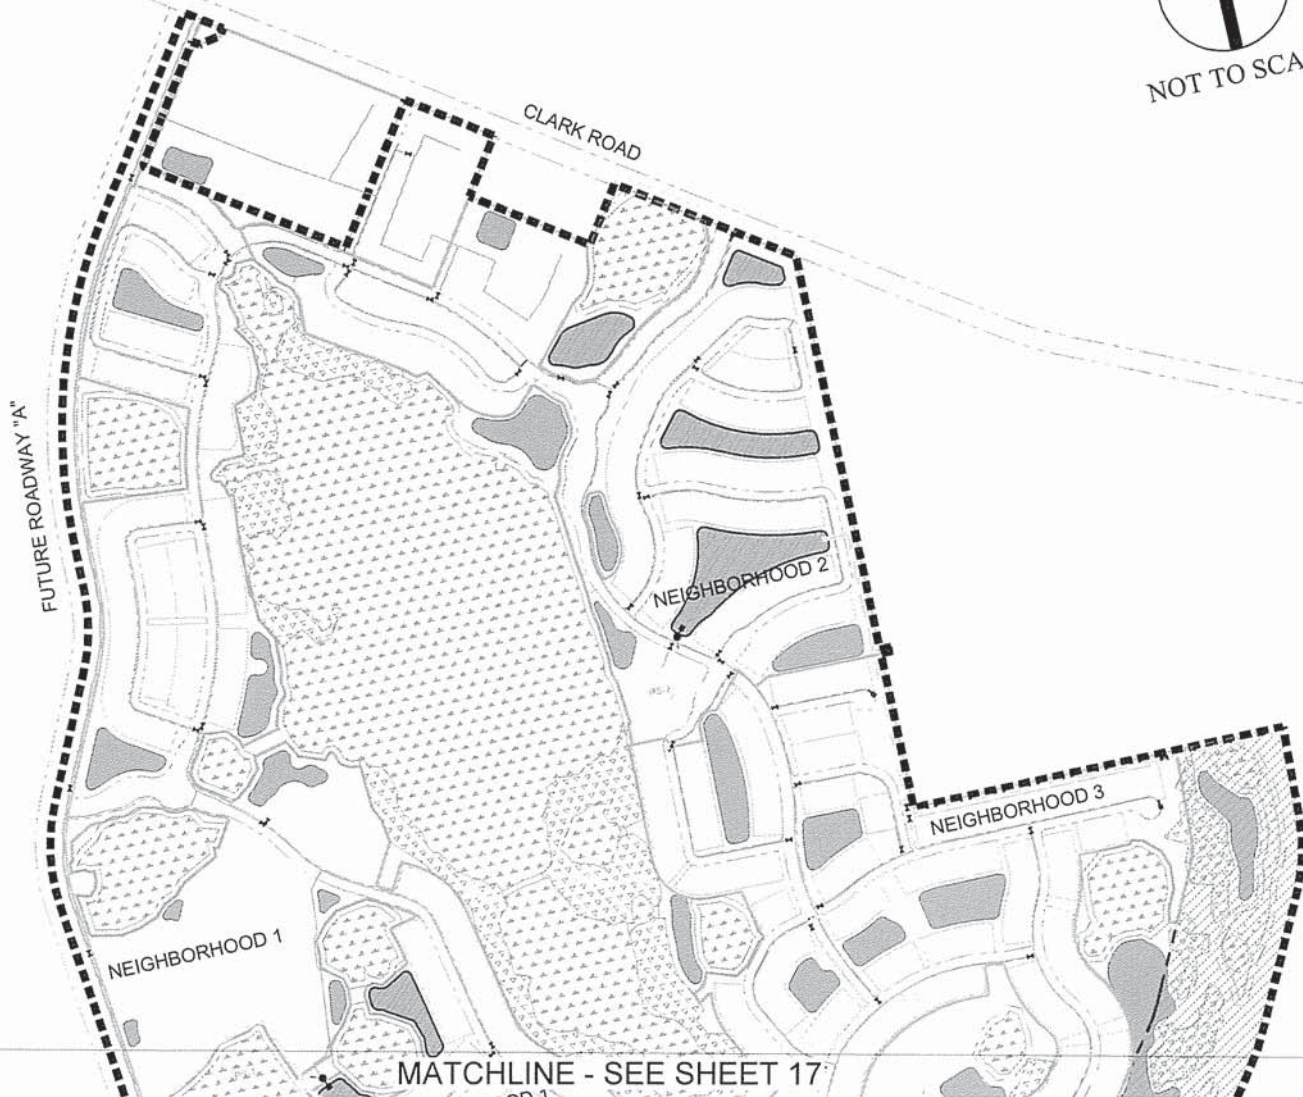 NOT TO SCA
CLARK ROAD
FUTURE ROADWAY "A"
NEIGHBORHOOD 2
NEIGHBORHOOD 3
NEIGHBORHOOD 1
MATCHLINE - SEE SHEET 17